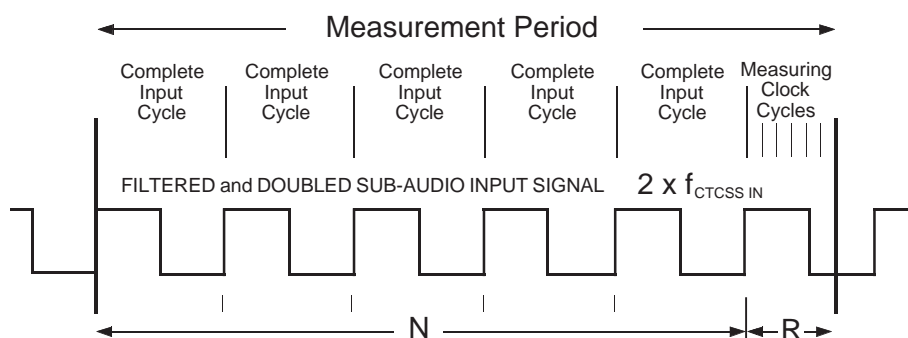 Measurement Period
Complete Input Cycle
Complete Input Cycle
Complete Input Cycle
Complete Input Cycle
Complete Input Cycle
Measuring Clock Cycles
FILTERED and DOUBLED SUB-AUDIO INPUT SIGNAL 2 x fCTCSS IN
N
R